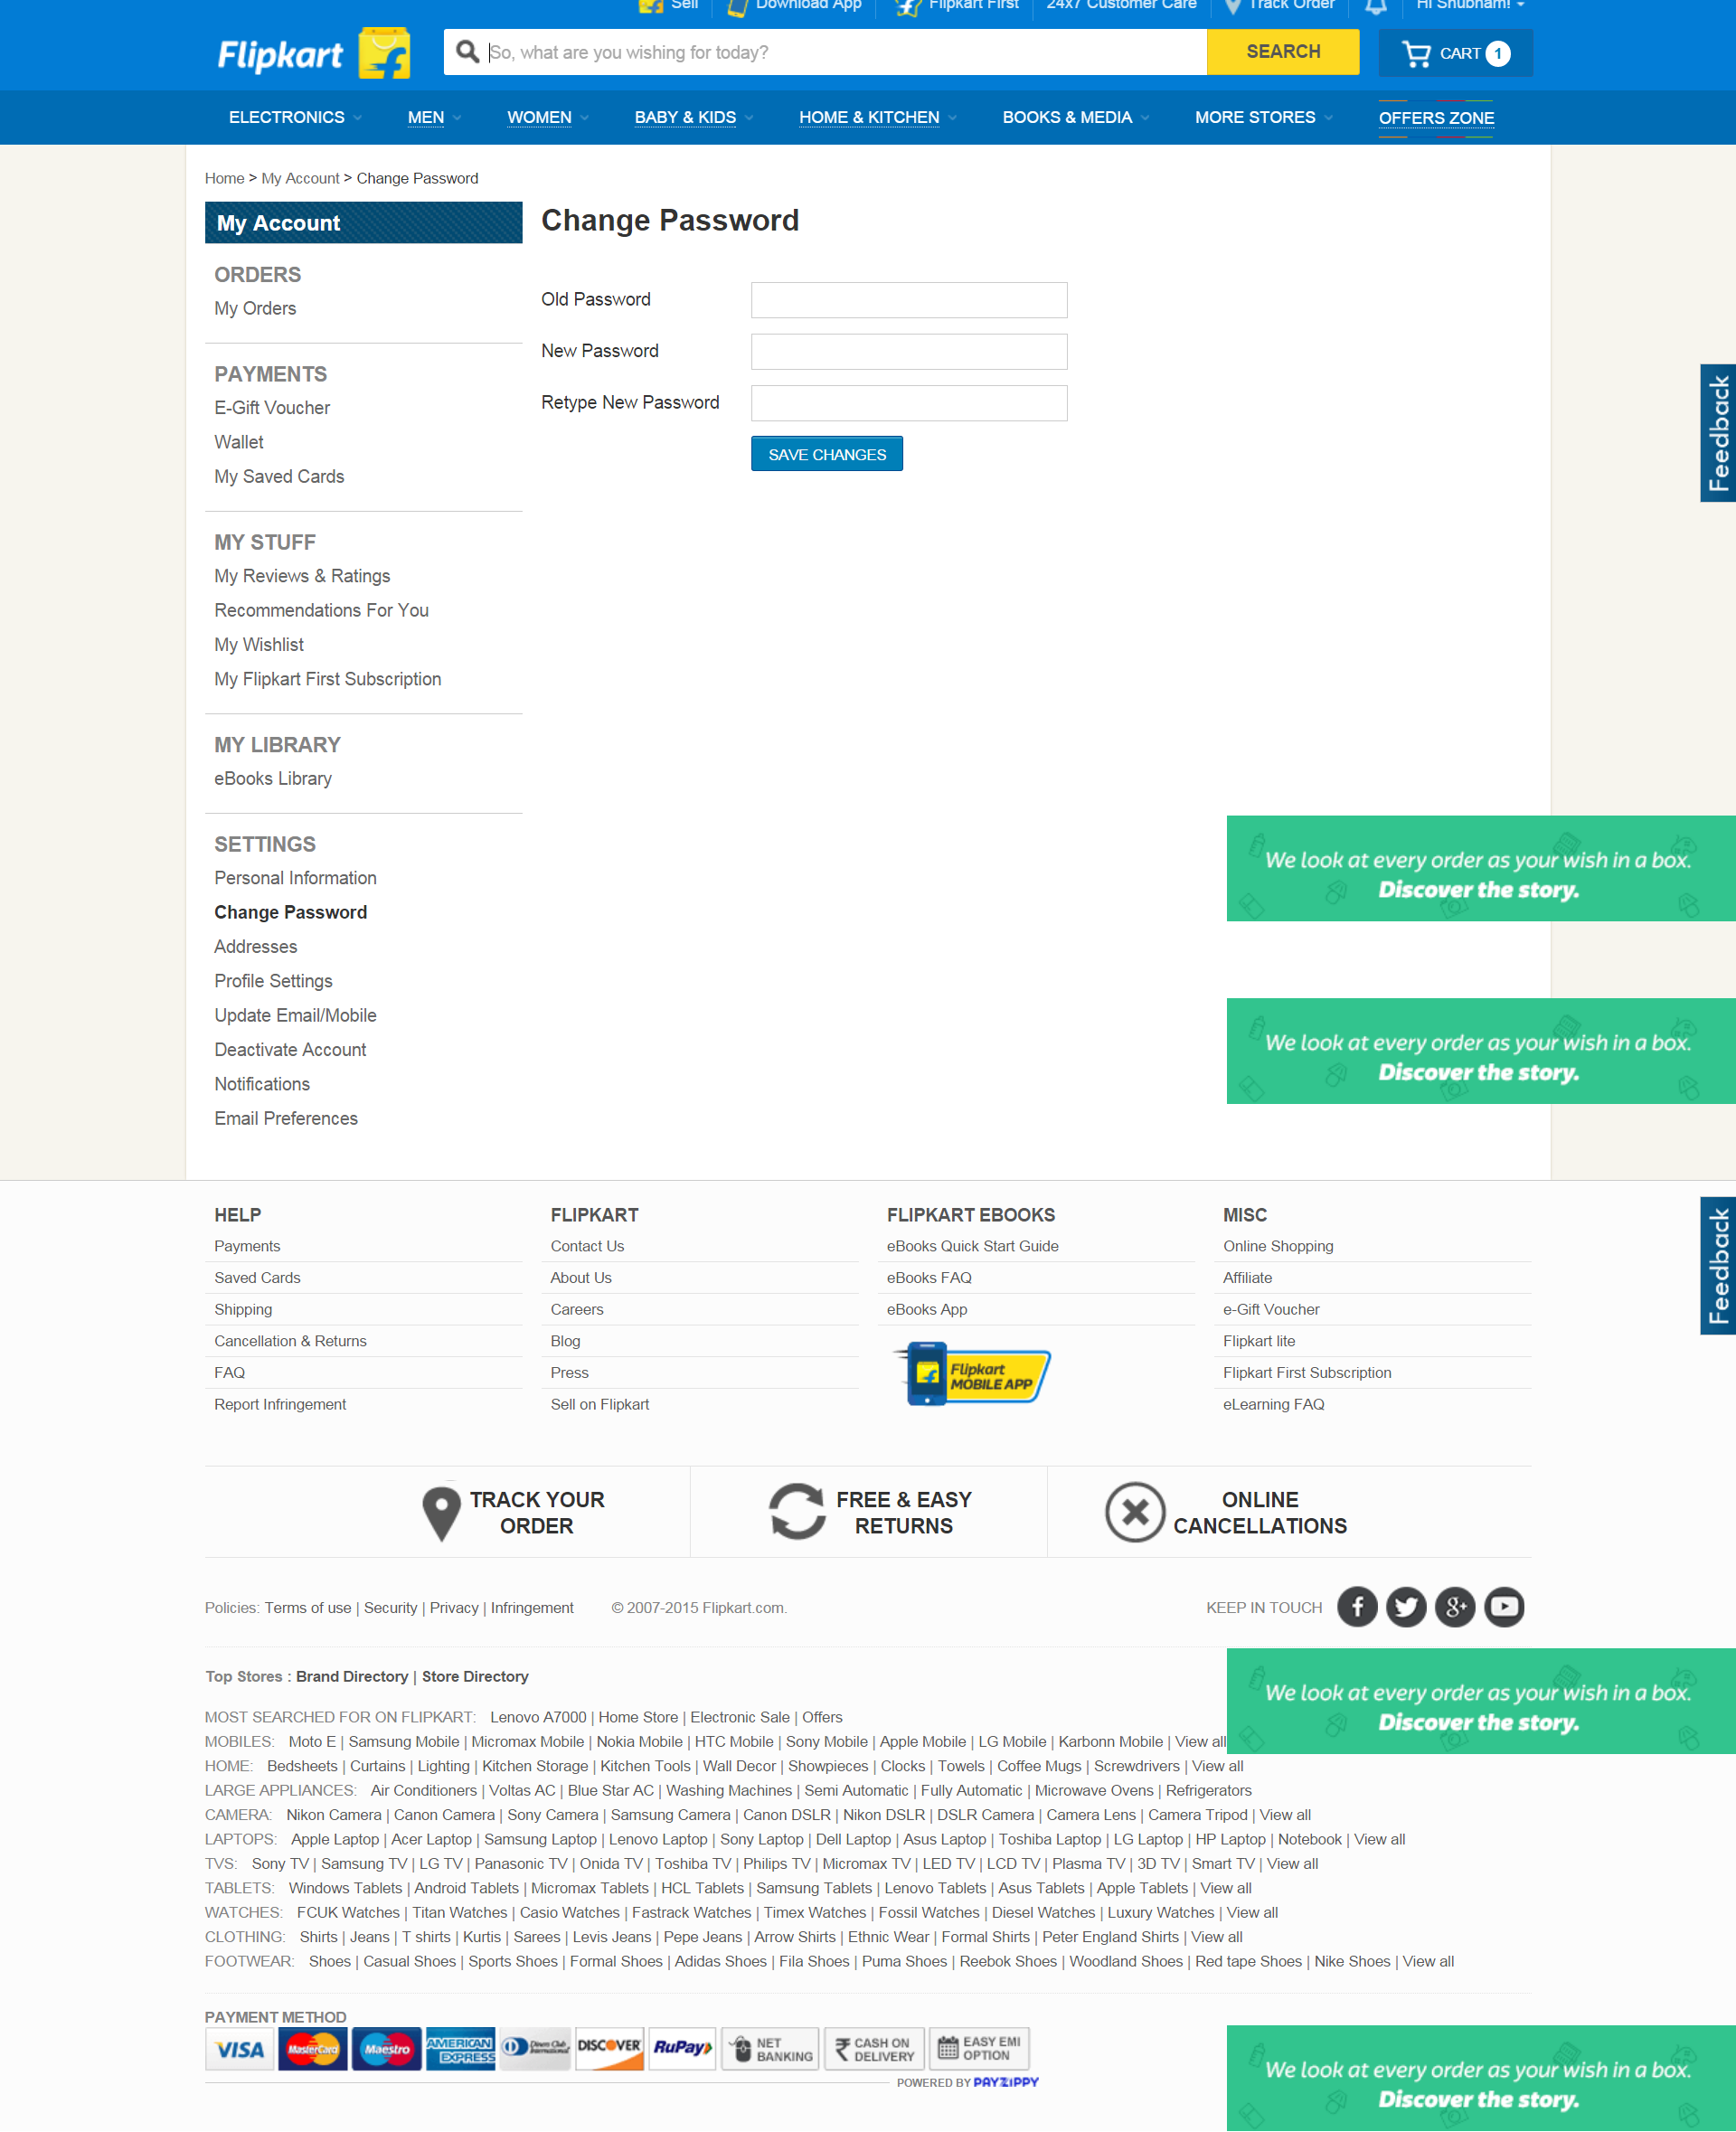 Sell Download App Flipkart First 24x7 Customer Care Track Order Hi Shubham!
Flipkart So, what are you wishing for today? SEARCH CART 1
ELECTRONICS MEN WOMEN BABY & KIDS HOME & KITCHEN BOOKS & MEDIA MORE STORES OFFERS ZONE
Home > My Account > Change Password
My Account
ORDERS
My Orders
PAYMENTS
E-Gift Voucher
Wallet
My Saved Cards
MY STUFF
My Reviews & Ratings
Recommendations For You
My Wishlist
My Flipkart First Subscription
MY LIBRARY
eBooks Library
SETTINGS
Personal Information
Change Password
Addresses
Profile Settings
Update Email/Mobile
Deactivate Account
Notifications
Email Preferences
Change Password
Old Password
New Password
Retype New Password
SAVE CHANGES
Feedback
We look at every order as your wish in a box.
Discover the story.
We look at every order as your wish in a box.
Discover the story.
HELP
Payments
Saved Cards
Shipping
Cancellation & Returns
FAQ
Report Infringement
FLIPKART
Contact Us
About Us
Careers
Blog
Press
Sell on Flipkart
FLIPKART EBOOKS
eBooks Quick Start Guide
eBooks FAQ
eBooks App
Flipkart
MOBILE APP
MISC
Online Shopping
Affiliate
e-Gift Voucher
Flipkart lite
Flipkart First Subscription
eLearning FAQ
Feedback
TRACK YOUR
ORDER
FREE & EASY
RETURNS
ONLINE
CANCELLATIONS
Policies: Terms of use | Security | Privacy | Infringement © 2007-2015 Flipkart.com. KEEP IN TOUCH
Top Stores : Brand Directory | Store Directory
We look at every order as your wish in a box.
Discover the story.
MOST SEARCHED FOR ON FLIPKART: Lenovo A7000 | Home Store | Electronic Sale | Offers
MOBILES: Moto E | Samsung Mobile | Micromax Mobile | Nokia Mobile | HTC Mobile | Sony Mobile | Apple Mobile | LG Mobile | Karbonn Mobile | View all
HOME: Bedsheets | Curtains | Lighting | Kitchen Storage | Kitchen Tools | Wall Decor | Showpieces | Clocks | Towels | Coffee Mugs | Screwdrivers | View all
LARGE APPLIANCES: Air Conditioners | Voltas AC | Blue Star AC | Washing Machines | Semi Automatic | Fully Automatic | Microwave Ovens | Refrigerators
CAMERA: Nikon Camera | Canon Camera | Sony Camera | Samsung Camera | Canon DSLR | Nikon DSLR | DSLR Camera | Camera Lens | Camera Tripod | View all
LAPTOPS: Apple Laptop | Acer Laptop | Samsung Laptop | Lenovo Laptop | Sony Laptop | Dell Laptop | Asus Laptop | Toshiba Laptop | LG Laptop | HP Laptop | Notebook | View all
TVS: Sony TV | Samsung TV | LG TV | Panasonic TV | Onida TV | Toshiba TV | Philips TV | Micromax TV | LED TV | LCD TV | Plasma TV | 3D TV | Smart TV | View all
TABLETS: Windows Tablets | Android Tablets | Micromax Tablets | HCL Tablets | Samsung Tablets | Lenovo Tablets | Asus Tablets | Apple Tablets | View all
WATCHES: FCUK Watches | Titan Watches | Casio Watches | Fastrack Watches | Timex Watches | Fossil Watches | Diesel Watches | Luxury Watches | View all
CLOTHING: Shirts | Jeans | T shirts | Kurtis | Sarees | Levis Jeans | Pepe Jeans | Arrow Shirts | Ethnic Wear | Formal Shirts | Peter England Shirts | View all
FOOTWEAR: Shoes | Casual Shoes | Sports Shoes | Formal Shoes | Adidas Shoes | Fila Shoes | Puma Shoes | Reebok Shoes | Woodland Shoes | Red tape Shoes | Nike Shoes | View all
PAYMENT METHOD
VISA MasterCard Maestro AMERICAN EXPRESS Diners Club International DISCOVER RuPay NET BANKING CASH ON DELIVERY EASY EMI OPTION
POWERED BY PAYZIPPY
We look at every order as your wish in a box.
Discover the story.